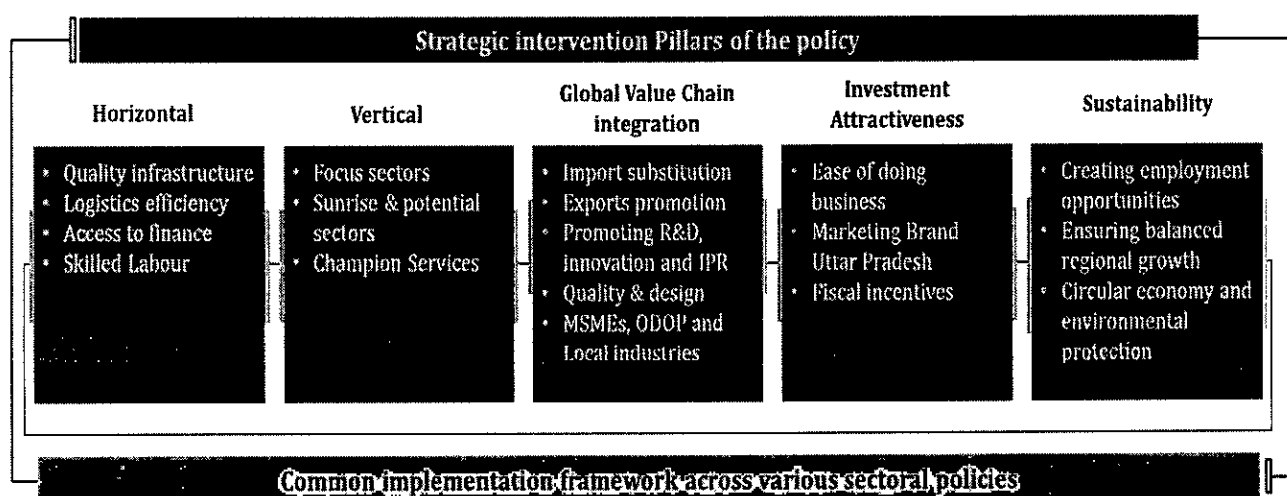 Strategic intervention Pillars of the policy
Horizontal
• Quality infrastructure
• Logistics efficiency
• Access to finance
• Skilled Labour
Vertical
• Focus sectors
• Sunrise & potential
sectors
• Champion Services
Global Value Chain
integration
• Import substitution
• Exports promotion
• Promoting R&D,
innovation and IPR
• Quality & design
• MSMEs, ODOP and
Local industries
Investment
Attractiveness
• Ease of doing
business
• Marketing Brand
Uttar Pradesh
• Fiscal incentives
Sustainability
• Creating employment
opportunities
• Ensuring balanced
regional growth
• Circular economy and
environmental
protection
Common implementation framework across various sectoral policies